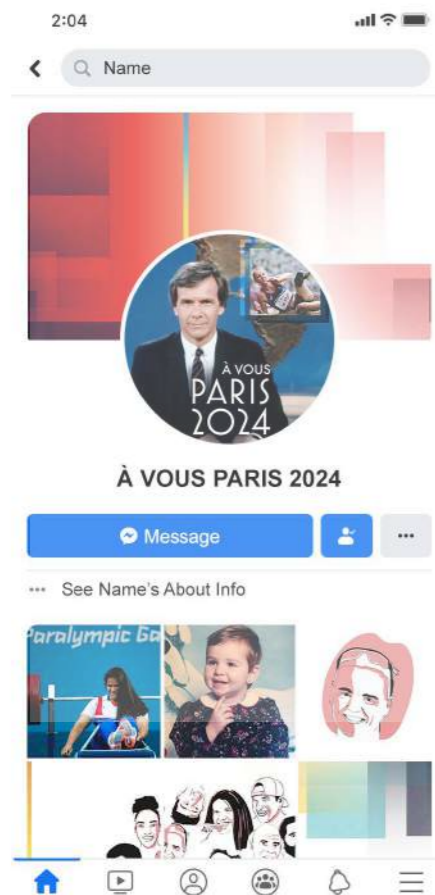 2:04
Name
À VOUS
PARIS
2024
À VOUS PARIS 2024
Message
See Name's About Info
Paralympic Ga